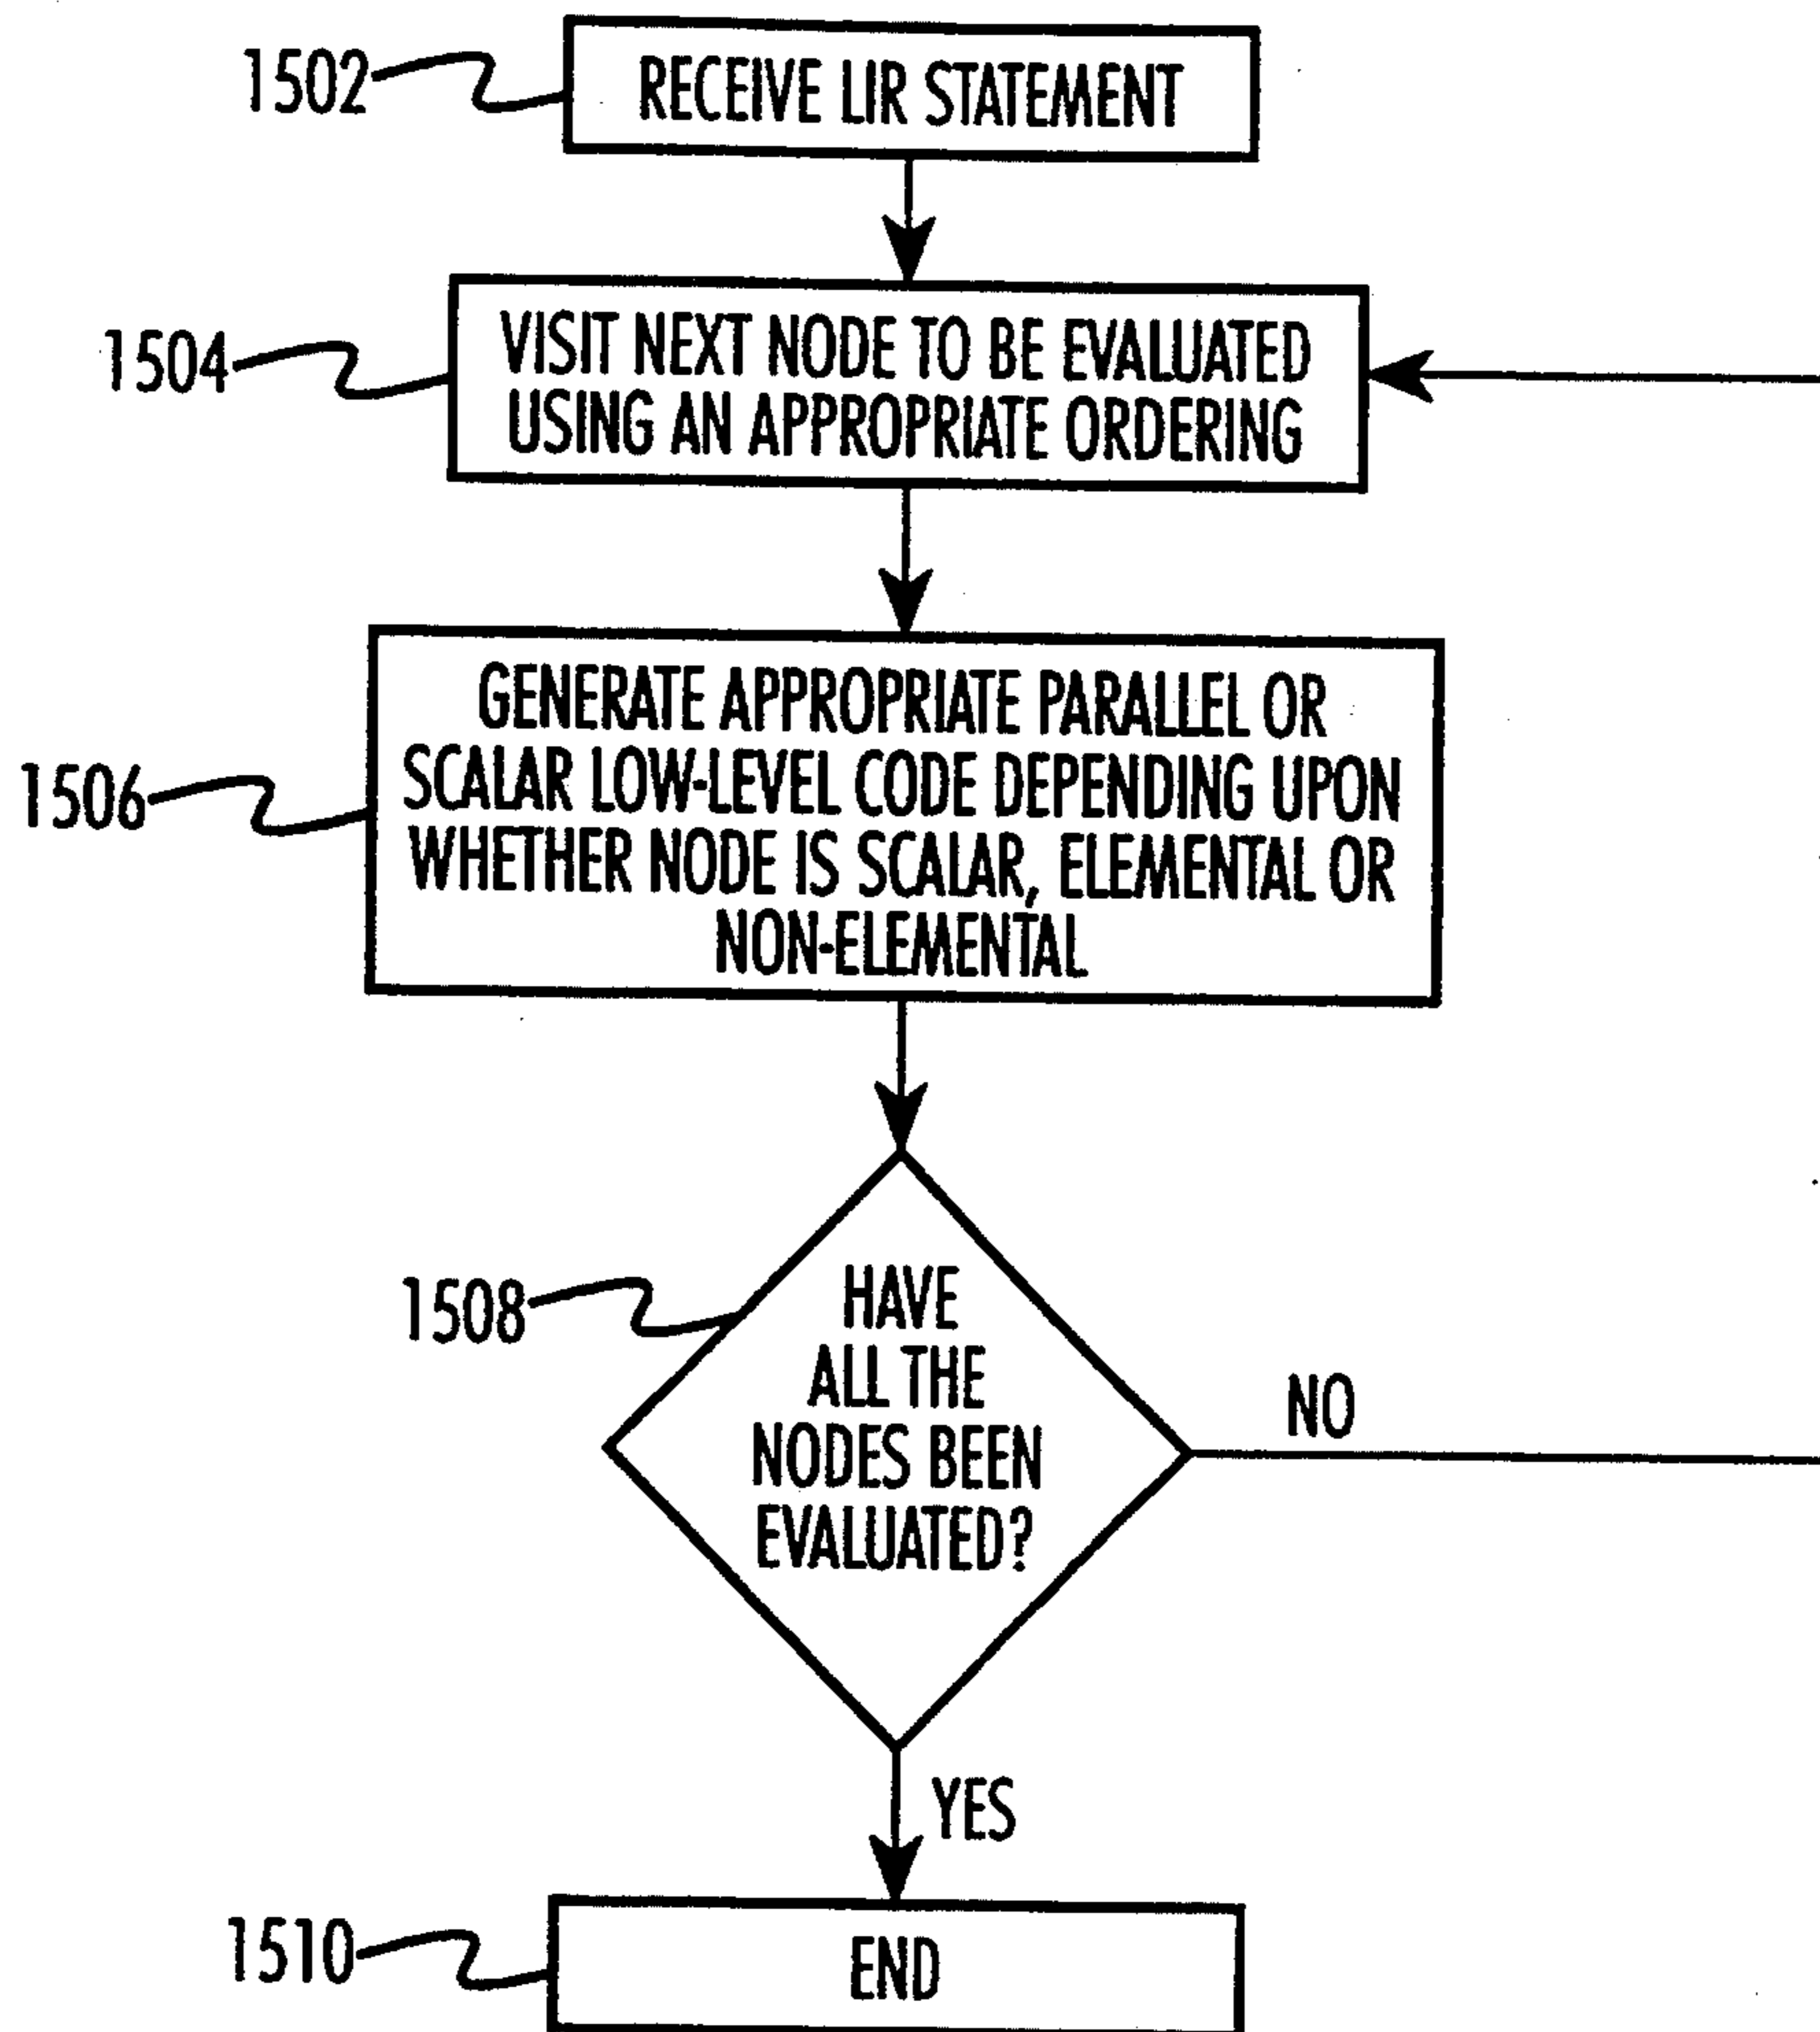 1502
RECEIVE LIR STATEMENT
1504
VISIT NEXT NODE TO BE EVALUATED
USING AN APPROPRIATE ORDERING
1506
GENERATE APPROPRIATE PARALLEL OR
SCALAR LOW-LEVEL CODE DEPENDING UPON
WHETHER NODE IS SCALAR, ELEMENTAL OR
NON-ELEMENTAL
1508
HAVE
ALL THE
NODES BEEN
EVALUATED?
NO
YES
1510
END